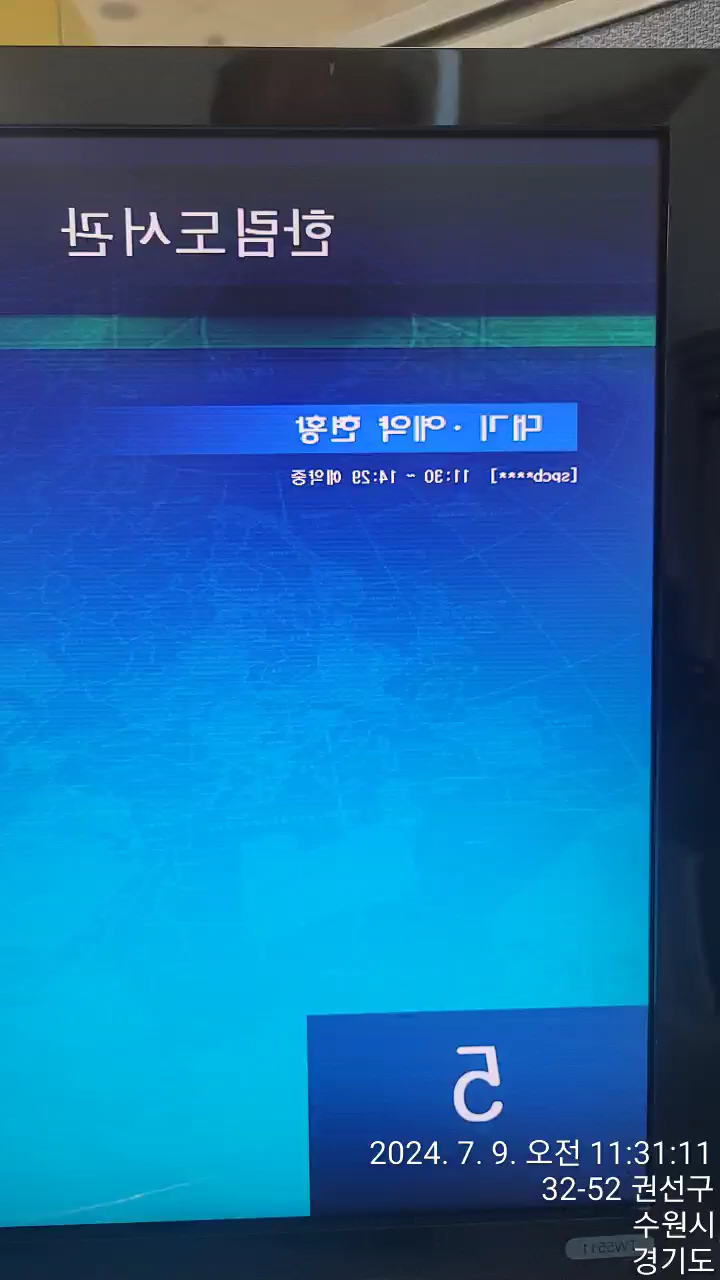 한림도서관
대기·예약 현황
[spcb*****] 11:30 ~ 14:29 예약중
5
2024. 7. 9. 오전 11:31:11
32-52 권선구
수원시
경기도
TW5511